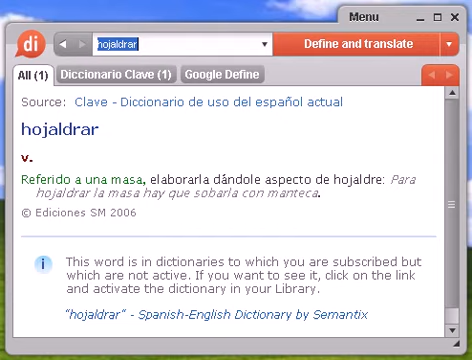 Menu
di
hojaldrar
Define and translate
All (1)
Diccionario Clave (1)
Google Define
Source: Clave - Diccionario de uso del español actual
hojaldrar
v.
Referido a una masa, elaborarla dándole aspecto de hojaldre: Para
hojaldrar la masa hay que sobarla con manteca.
© Ediciones SM 2006
i
This word is in dictionaries to which you are subscribed but
which are not active. If you want to see it, click on the link
and activate the dictionary in your Library.
"hojaldrar" - Spanish-English Dictionary by Semantix